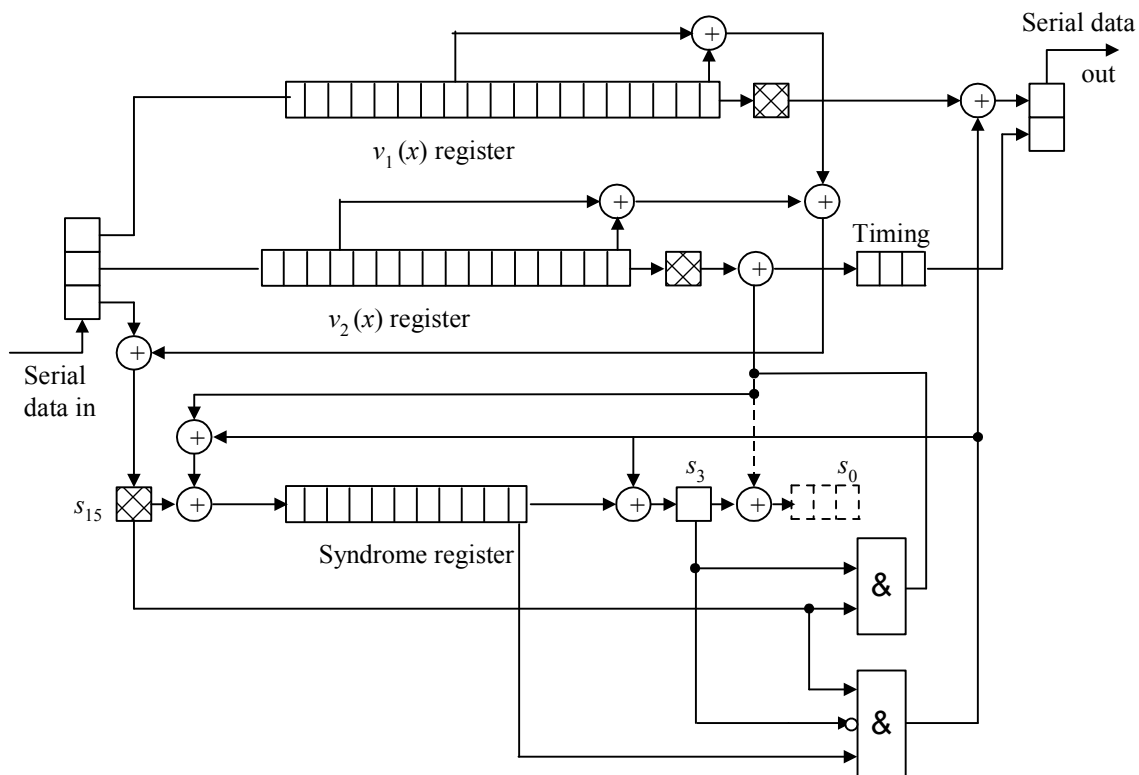 Serial data
out
v1 (x) register
Timing
v2 (x) register
Serial
data in
s15
s3
s0
Syndrome register
&
&
+
+
+
+
+
+
+
+
+
+